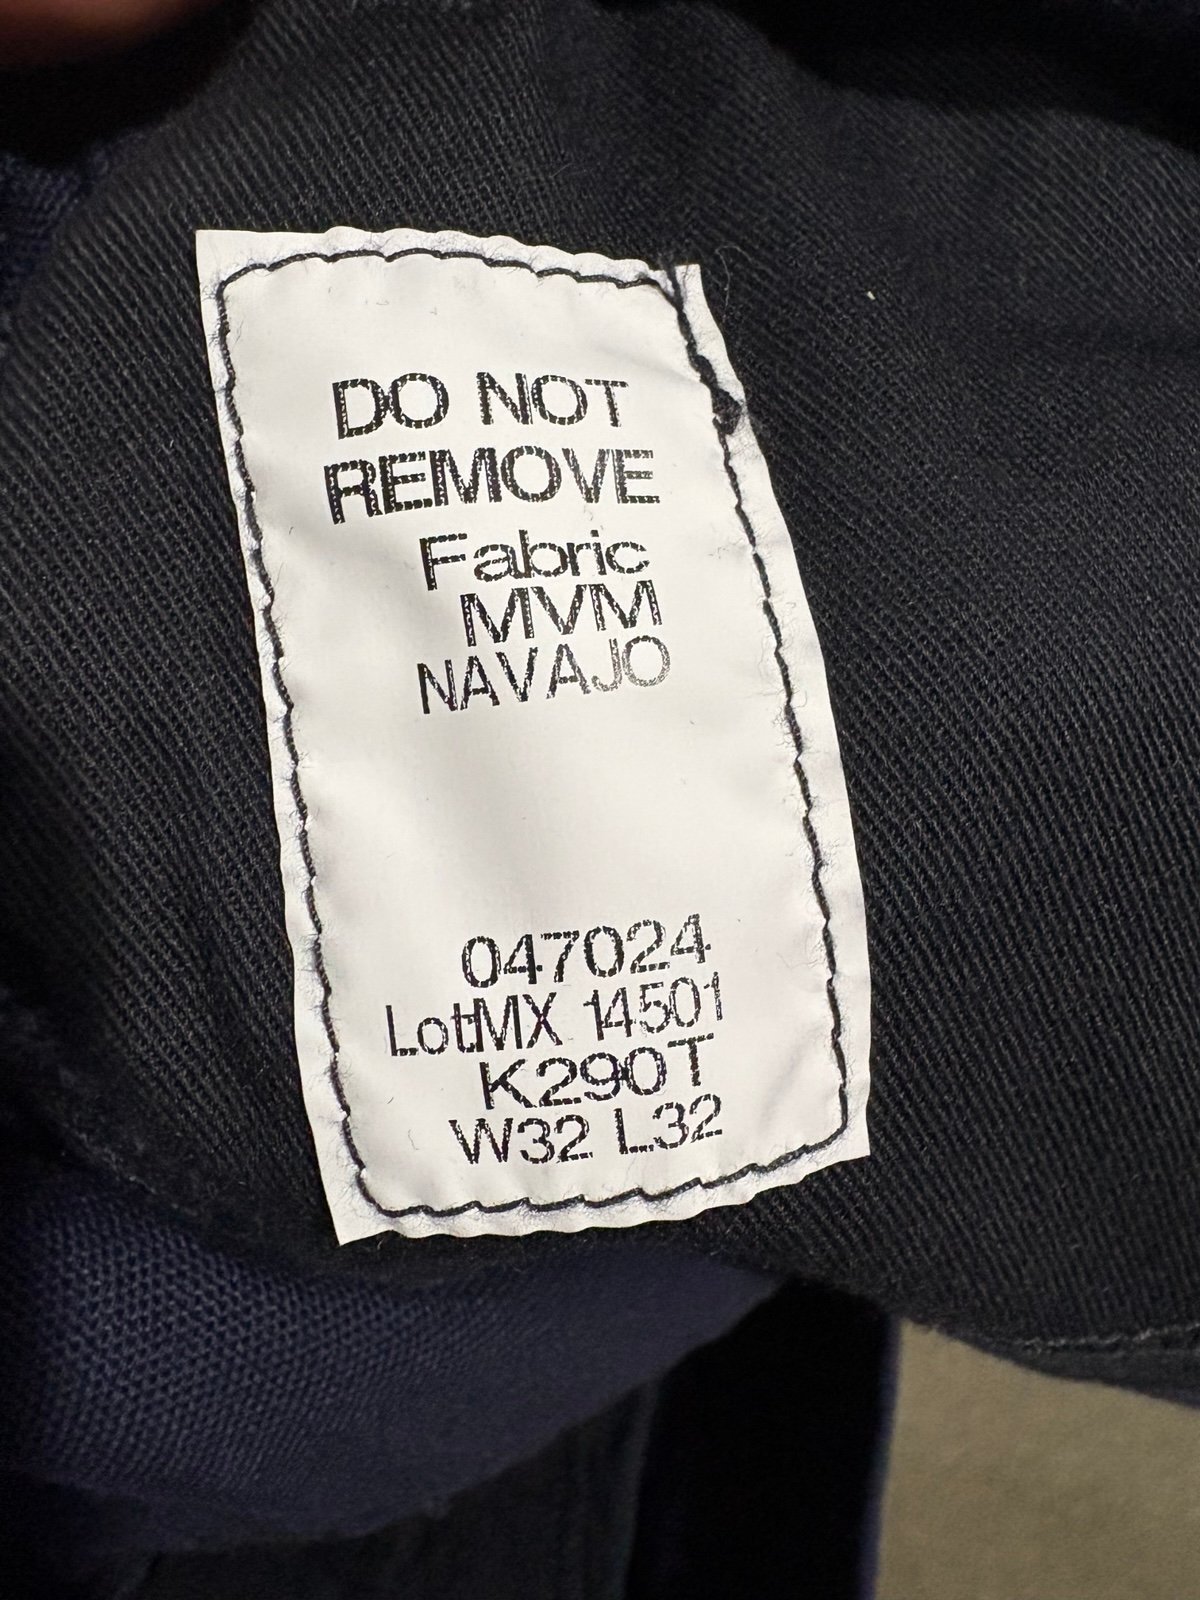 DO NOT
REMOVE
Fabric
MVM
NAVAJO
047024
LotMX 14501
K290T
W32 L32